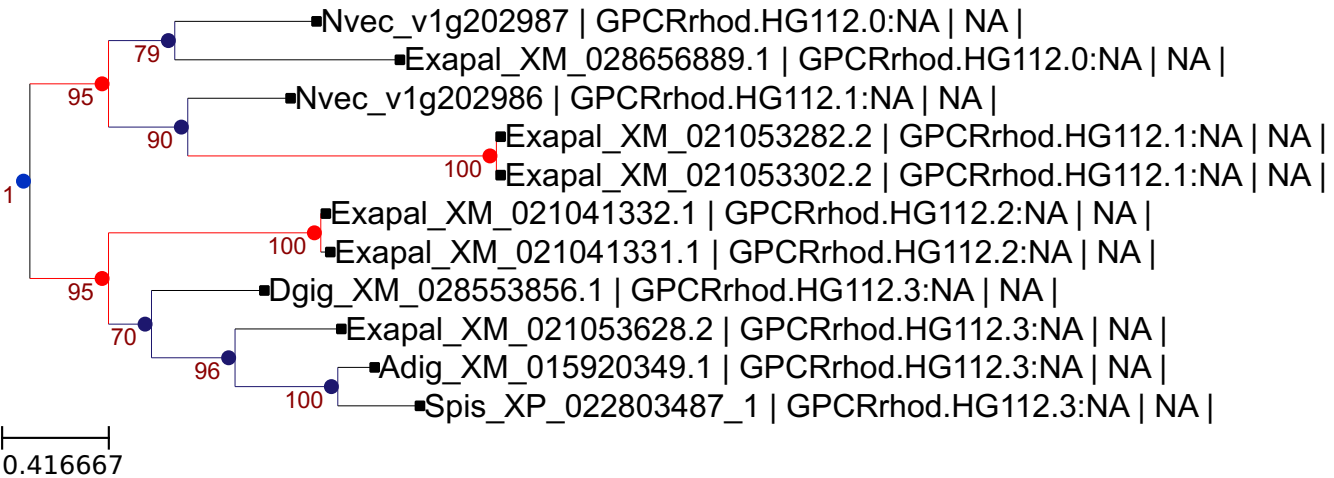 Nvec_v1g202987 | GPCRrhod.HG112.0:NA | NA |
79
Exapal_XM_028656889.1 | GPCRrhod.HG112.0:NA | NA |
95
Nvec_v1g202986 | GPCRrhod.HG112.1:NA | NA |
90
Exapal_XM_021053282.2 | GPCRrhod.HG112.1:NA | NA |
100
Exapal_XM_021053302.2 | GPCRrhod.HG112.1:NA | NA |
1
Exapal_XM_021041332.1 | GPCRrhod.HG112.2:NA | NA |
100
Exapal_XM_021041331.1 | GPCRrhod.HG112.2:NA | NA |
95
Dgig_XM_028553856.1 | GPCRrhod.HG112.3:NA | NA |
70
Exapal_XM_021053628.2 | GPCRrhod.HG112.3:NA | NA |
96
Adig_XM_015920349.1 | GPCRrhod.HG112.3:NA | NA |
100
Spis_XP_022803487_1 | GPCRrhod.HG112.3:NA | NA |
0.416667